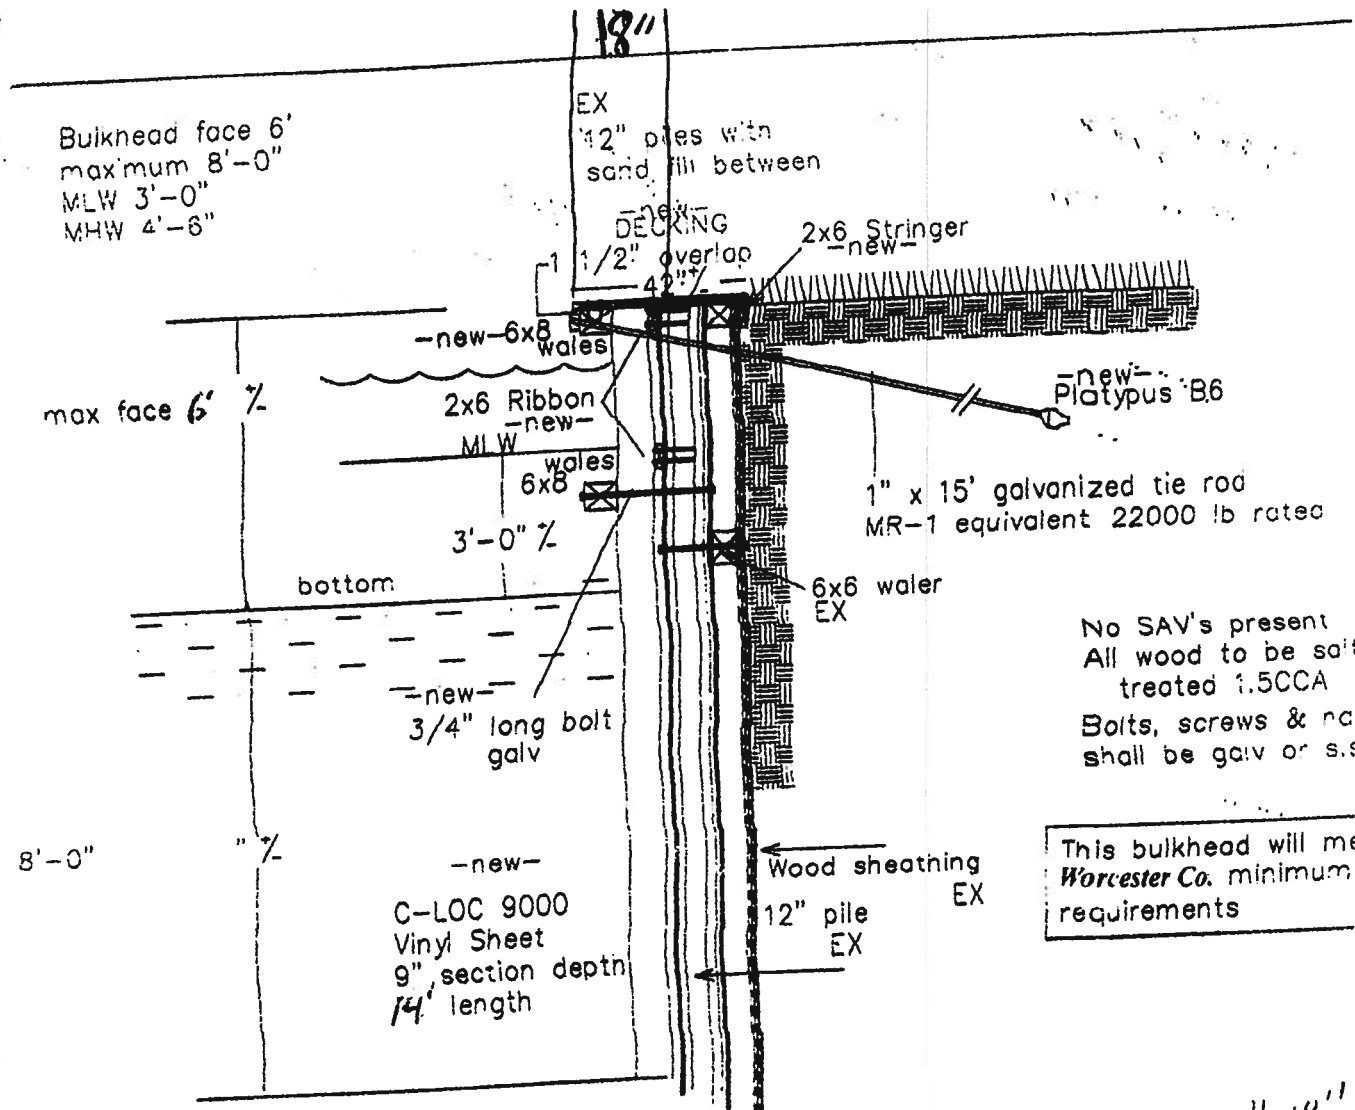 18"
Bulkhead face 6'
maximum 8'-0"
MLW 3'-0"
MHW 4'-6"
EX
12" piles with
sand fill between
-new-
DECKING
1 1/2" overlap
42" +/-
2x6 Stringer
-new-
-new- 6x8
wales
max face 6' +/-
2x6 Ribbon
-new-
MLW
wales
6x8
3'-0" +/-
bottom
-new-
Platypus B6
1" x 15' galvanized tie rod
MR-1 equivalent 22000 lb rated
6x6 waler
EX
No SAV's present
All wood to be salt
treated 1.5CCA
Bolts, screws & na
shall be galv or s.s
-new-
3/4" long bolt
galv
8'-0" " +/-
-new-
C-LOC 9000
Vinyl Sheet
9" section depth
14' length
Wood sheathing
EX
12" pile
EX
This bulkhead will me
Worcester Co. minimum
requirements